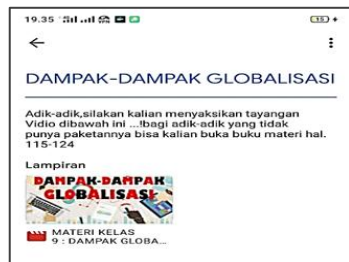 19.35
15
DAMPAK-DAMPAK GLOBALISASI
Adik-adik,silakan kalian menyaksikan tayangan
Vidio dibawah ini ...!bagi adik-adik yang tidak
punya paketannya bisa kalian buka buku materi hal.
115-124
Lampiran
DAMPAK-DAMPAK
GLOBALISASI
MATERI KELAS
9 : DAMPAK GLOBA...